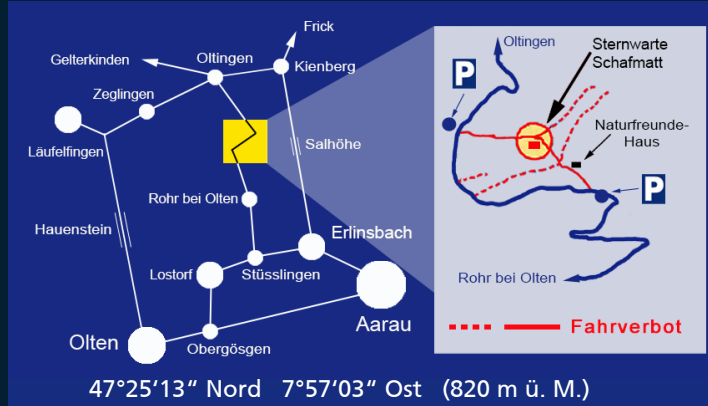 Frick
Gelterkinden
Oltingen
Kienberg
Zeglingen
Läufelfingen
Salhöhe
Rohr bei Olten
Hauenstein
Erlinsbach
Lostorf
Stüsslingen
Aarau
Olten
Obergösgen
Oltingen
Sternwarte
Schafmatt
P
Naturfreunde-
Haus
P
Rohr bei Olten
Fahrverbot
47°25'13“ Nord 7°57'03“ Ost (820 m ü. M.)